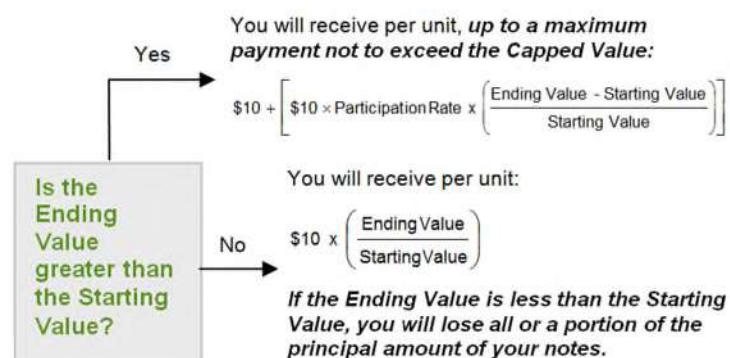 You will receive per unit, up to a maximum
payment not to exceed the Capped Value:
Yes
$10 + [ $10 × Participation Rate x ( Ending Value - Starting Value / Starting Value ) ]
Is the
Ending
Value
greater than
the Starting
Value?
No
You will receive per unit:
$10 x ( Ending Value / Starting Value )
If the Ending Value is less than the Starting
Value, you will lose all or a portion of the
principal amount of your notes.